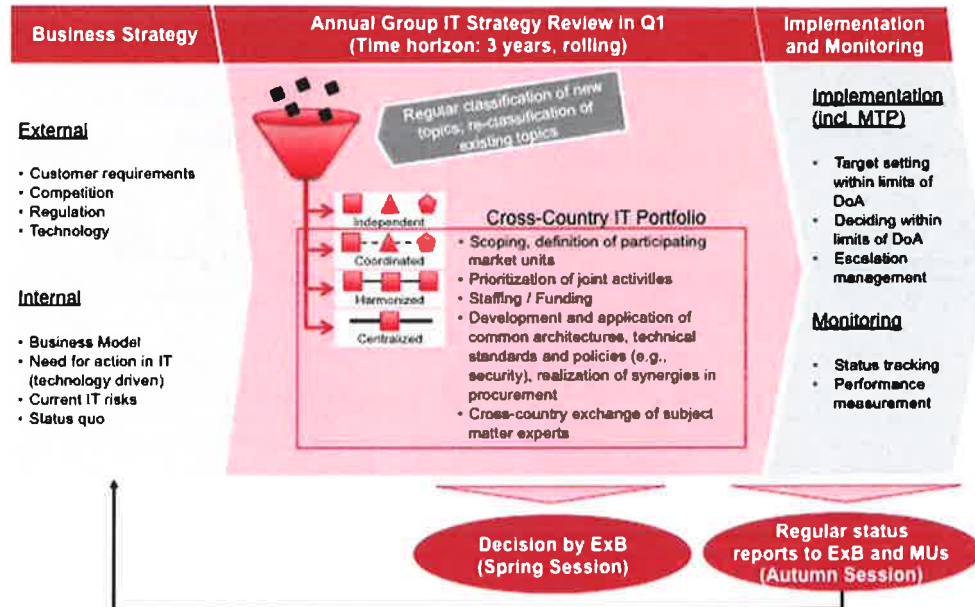 Business Strategy
Annual Group IT Strategy Review in Q1
(Time horizon: 3 years, rolling)
Implementation
and Monitoring
External
• Customer requirements
• Competition
• Regulation
• Technology
Internal
• Business Model
• Need for action in IT
(technology driven)
• Current IT risks
• Status quo
Regular classification of new
topics; re-classification of
existing topics
Independent
Coordinated
Harmonized
Centralized
Cross-Country IT Portfolio
• Scoping, definition of participating
market units
• Prioritization of joint activities
• Staffing / Funding
• Development and application of
common architectures, technical
standards and policies (e.g.,
security), realization of synergies in
procurement
• Cross-country exchange of subject
matter experts
Implementation
(incl. MTP)
• Target setting
within limits of
DoA
• Deciding within
limits of DoA
• Escalation
management
Monitoring
• Status tracking
• Performance
measurement
Decision by ExB
(Spring Session)
Regular status
reports to ExB and MUs
(Autumn Session)